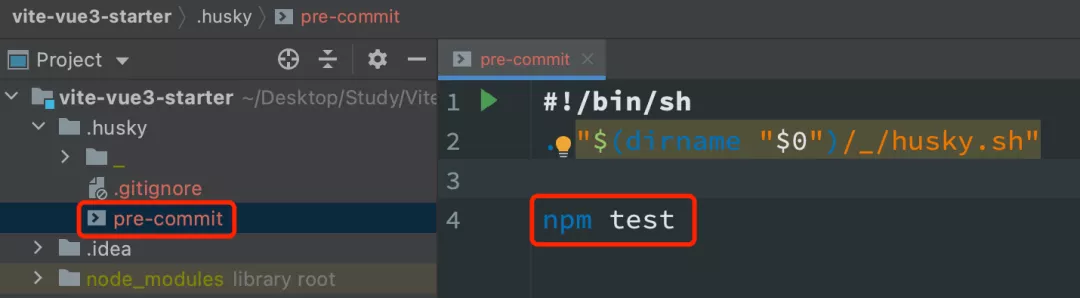 vite-vue3-starter 〉 .husky 〉 pre-commit
Project
pre-commit
vite-vue3-starter ~/Desktop/Study/Vite
.husky
_
.gitignore
pre-commit
.idea
node_modules library root
1 #!/bin/sh
2 . "$(dirname "$0")/_/husky.sh"
3
4 npm test